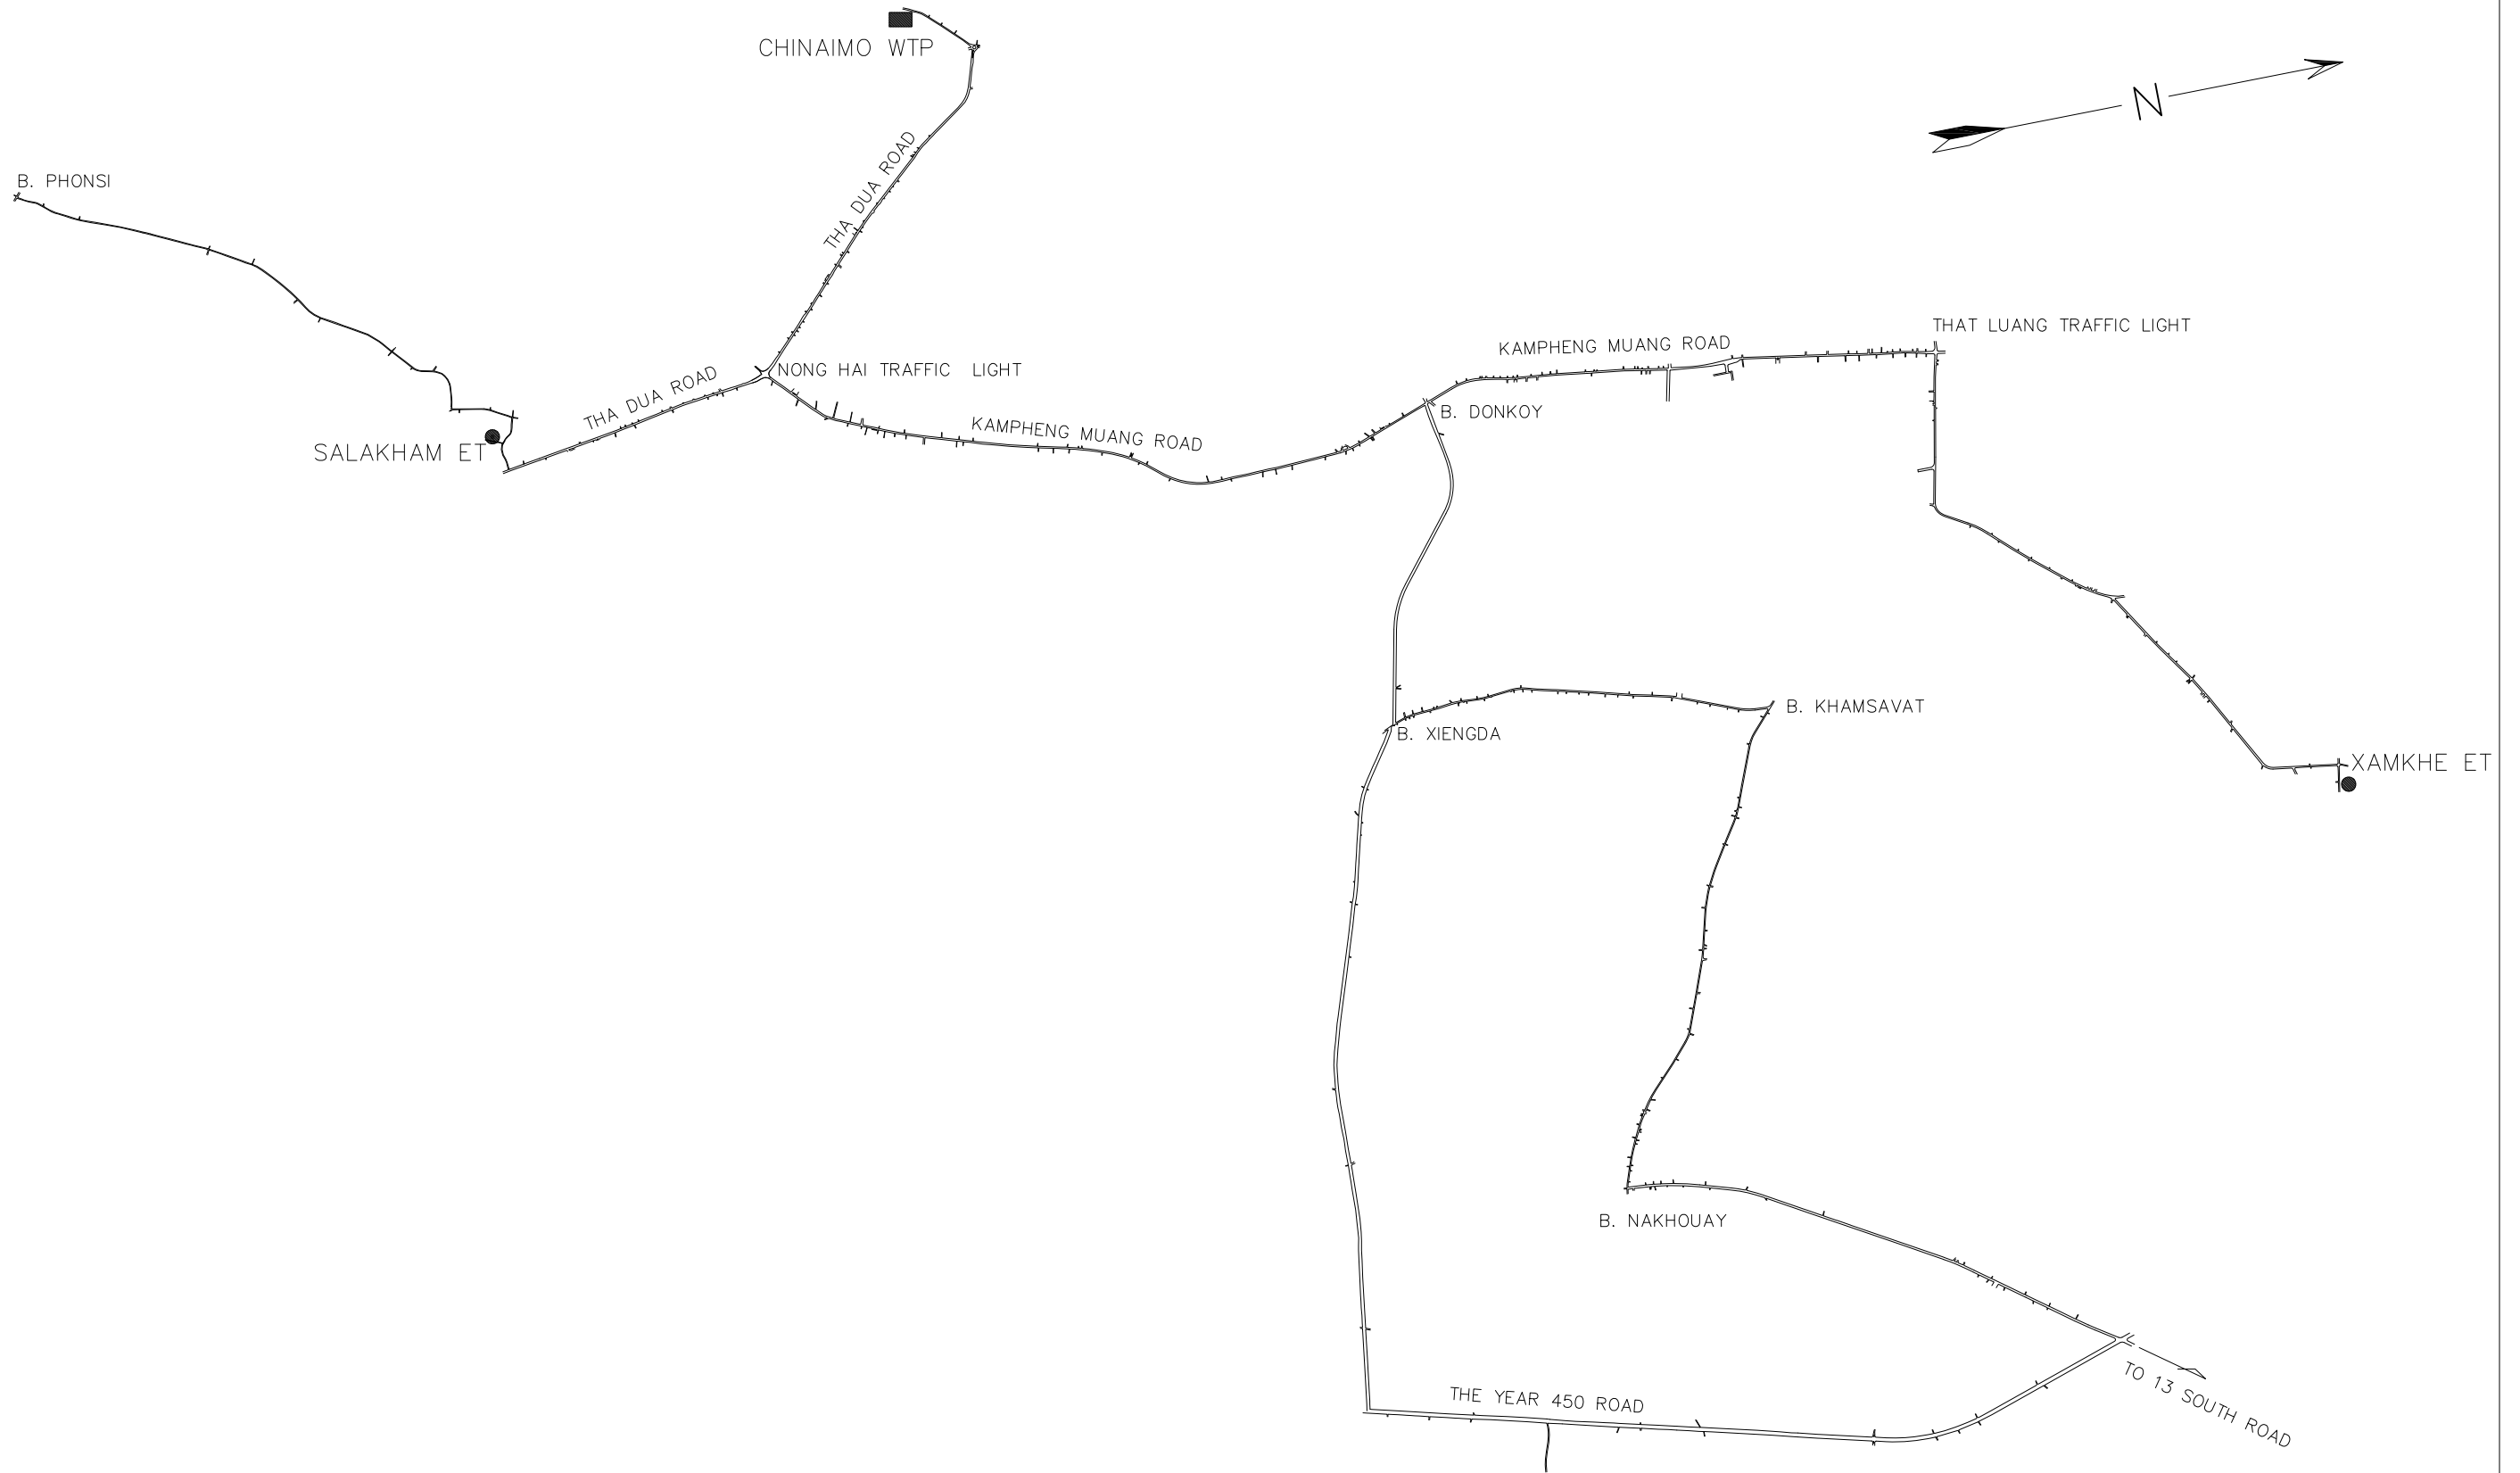 CHINAIMO WTP
N
THA DUA ROAD
B. PHONSI
THAT LUANG TRAFFIC LIGHT
KAMPHENG MUANG ROAD
NONG HAI TRAFFIC LIGHT
THA DUA ROAD
B. DONKOY
KAMPHENG MUANG ROAD
SALAKHAM ET
B. KHAMSAVAT
B. XIENGDA
XAMKHE ET
B. NAKHOUAY
THE YEAR 450 ROAD
TO 13 SOUTH ROAD